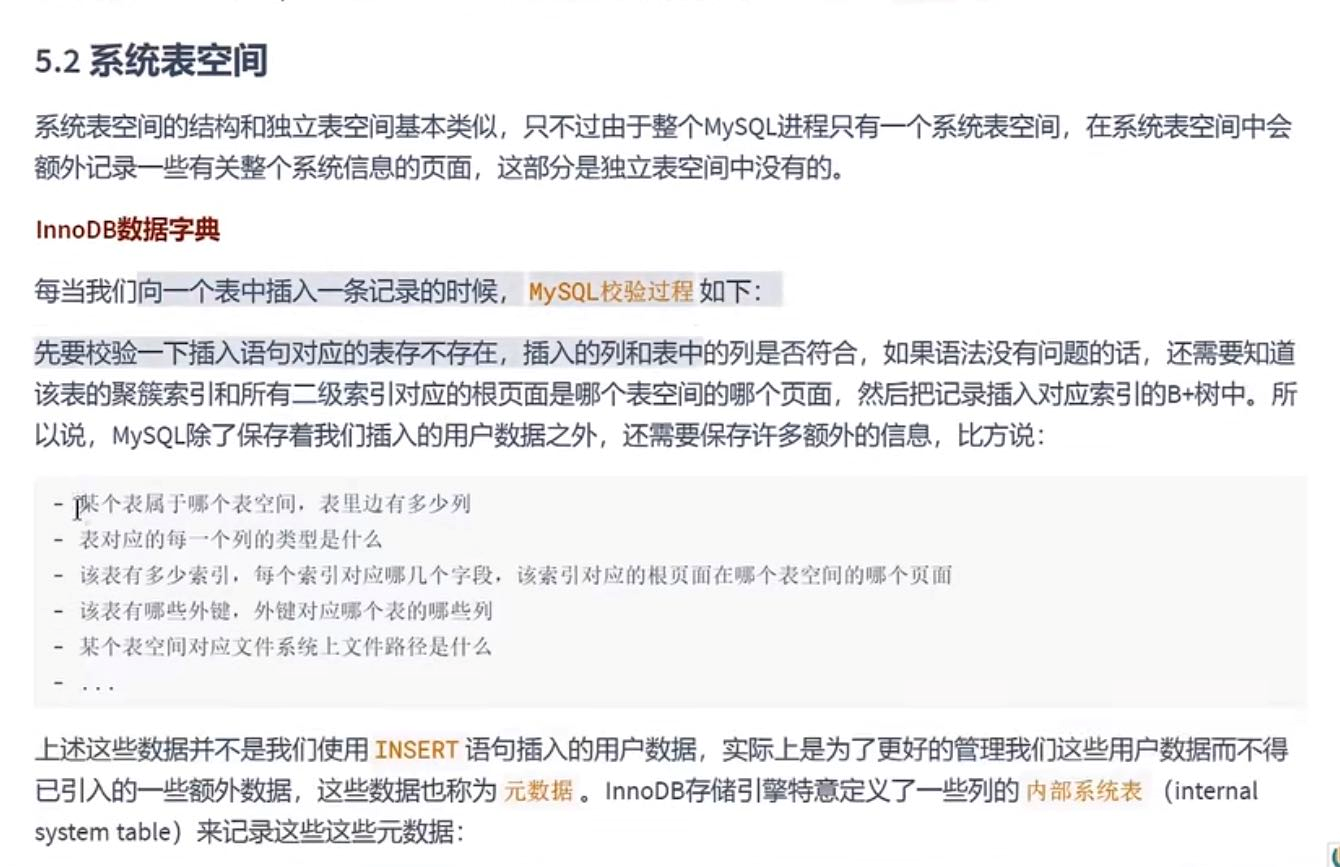 5.2 系统表空间
系统表空间的结构和独立表空间基本类似，只不过由于整个MySQL进程只有一个系统表空间，在系统表空间中会
额外记录一些有关整个系统信息的页面，这部分是独立表空间中没有的。
InnoDB数据字典
每当我们向一个表中插入一条记录的时候， MySQL校验过程 如下：
先要校验一下插入语句对应的表存不存在，插入的列和表中的列是否符合，如果语法没有问题的话，还需要知道
该表的聚簇索引和所有二级索引对应的根页面是哪个表空间的哪个页面，然后把记录插入对应索引的B+树中。所
以说，MySQL除了保存着我们插入的用户数据之外，还需要保存许多额外的信息，比方说：
- 某个表属于哪个表空间，表里边有多少列
- 表对应的每一个列的类型是什么
- 该表有多少索引，每个索引对应哪几个字段，该索引对应的根页面在哪个表空间的哪个页面
- 该表有哪些外键，外键对应哪个表的哪些列
- 某个表空间对应文件系统上文件路径是什么
- ...
上述这些数据并不是我们使用 INSERT 语句插入的用户数据，实际上是为了更好的管理我们这些用户数据而不得
已引入的一些额外数据，这些数据也称为 元数据 。InnoDB存储引擎特意定义了一些列的 内部系统表 （internal
system table）来记录这些这些元数据：